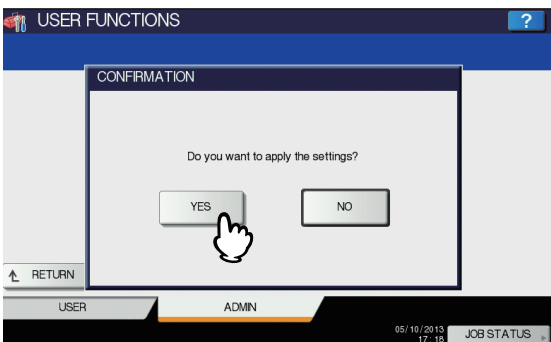 USER FUNCTIONS
?
CONFIRMATION
Do you want to apply the settings?
YES
NO
RETURN
USER
ADMIN
05/10/2013
17:18
JOB STATUS